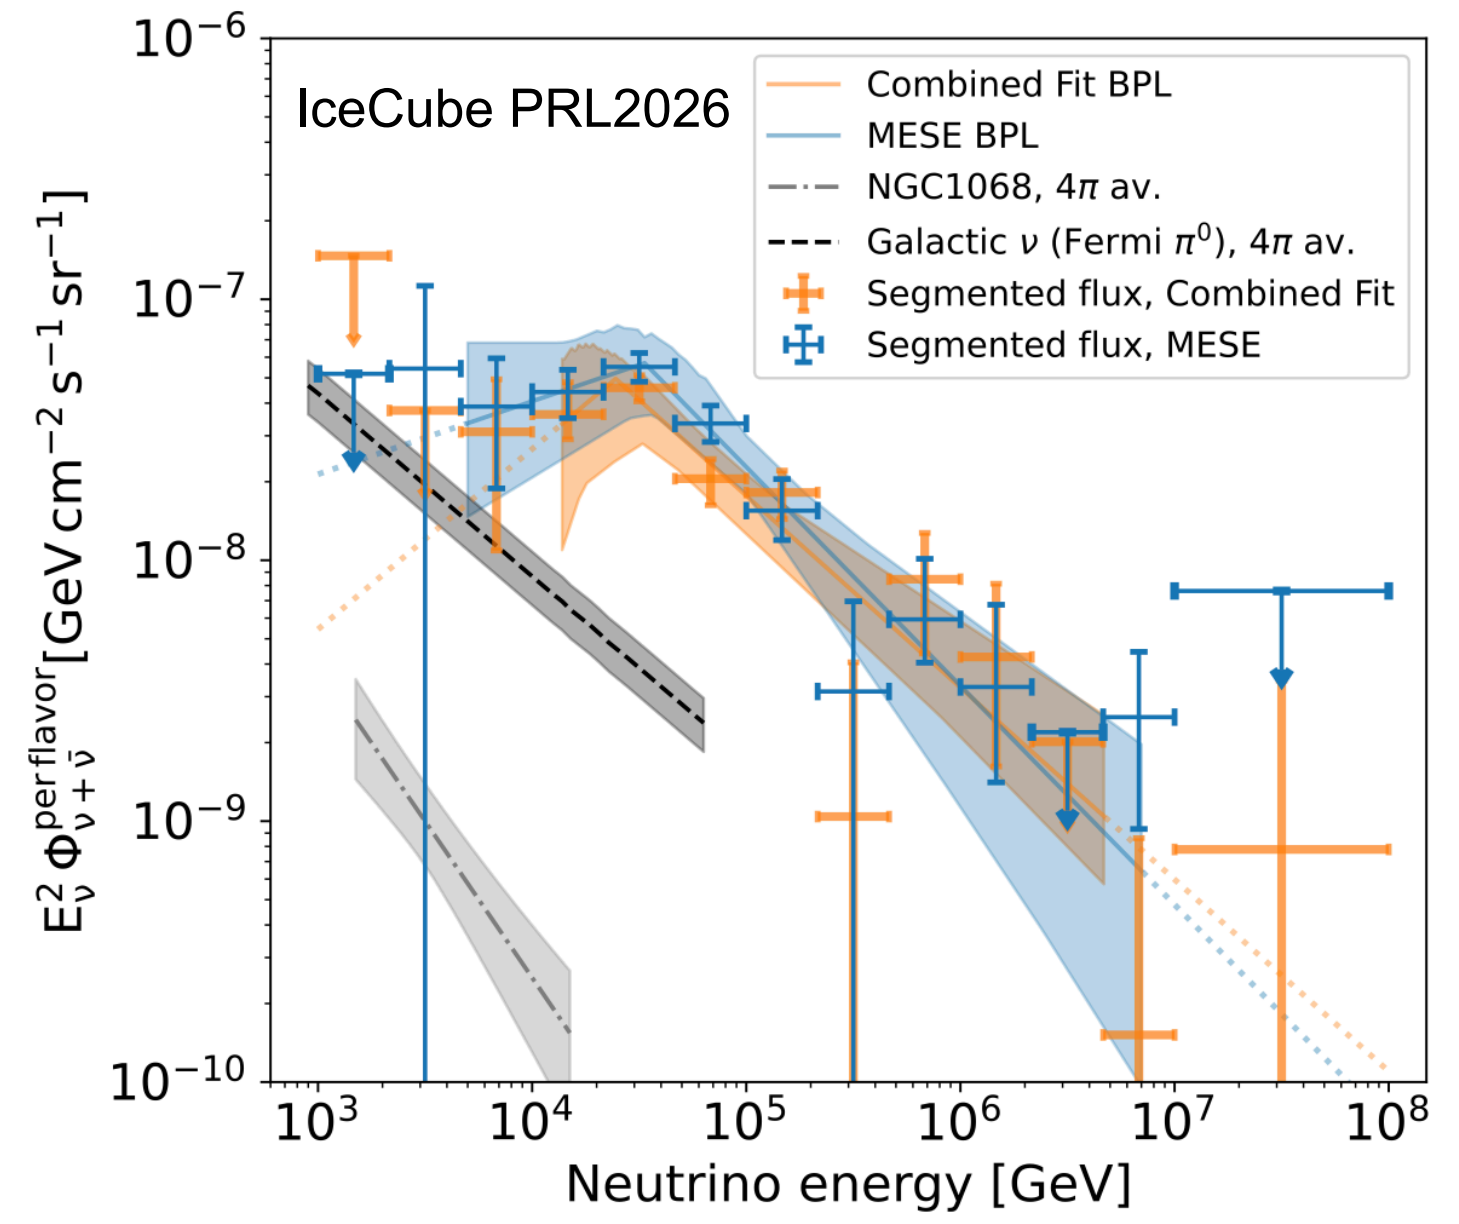 IceCube PRL2026
Combined Fit BPL
MESE BPL
NGC1068, 4π av.
Galactic ν (Fermi π⁰), 4π av.
Segmented flux, Combined Fit
Segmented flux, MESE
E²_ν Φ^{per flavor}_{ν+ν̄} [GeV cm⁻² s⁻¹ sr⁻¹]
10⁻⁶
10⁻⁷
10⁻⁸
10⁻⁹
10⁻¹⁰
10³ 10⁴ 10⁵ 10⁶ 10⁷ 10⁸
Neutrino energy [GeV]